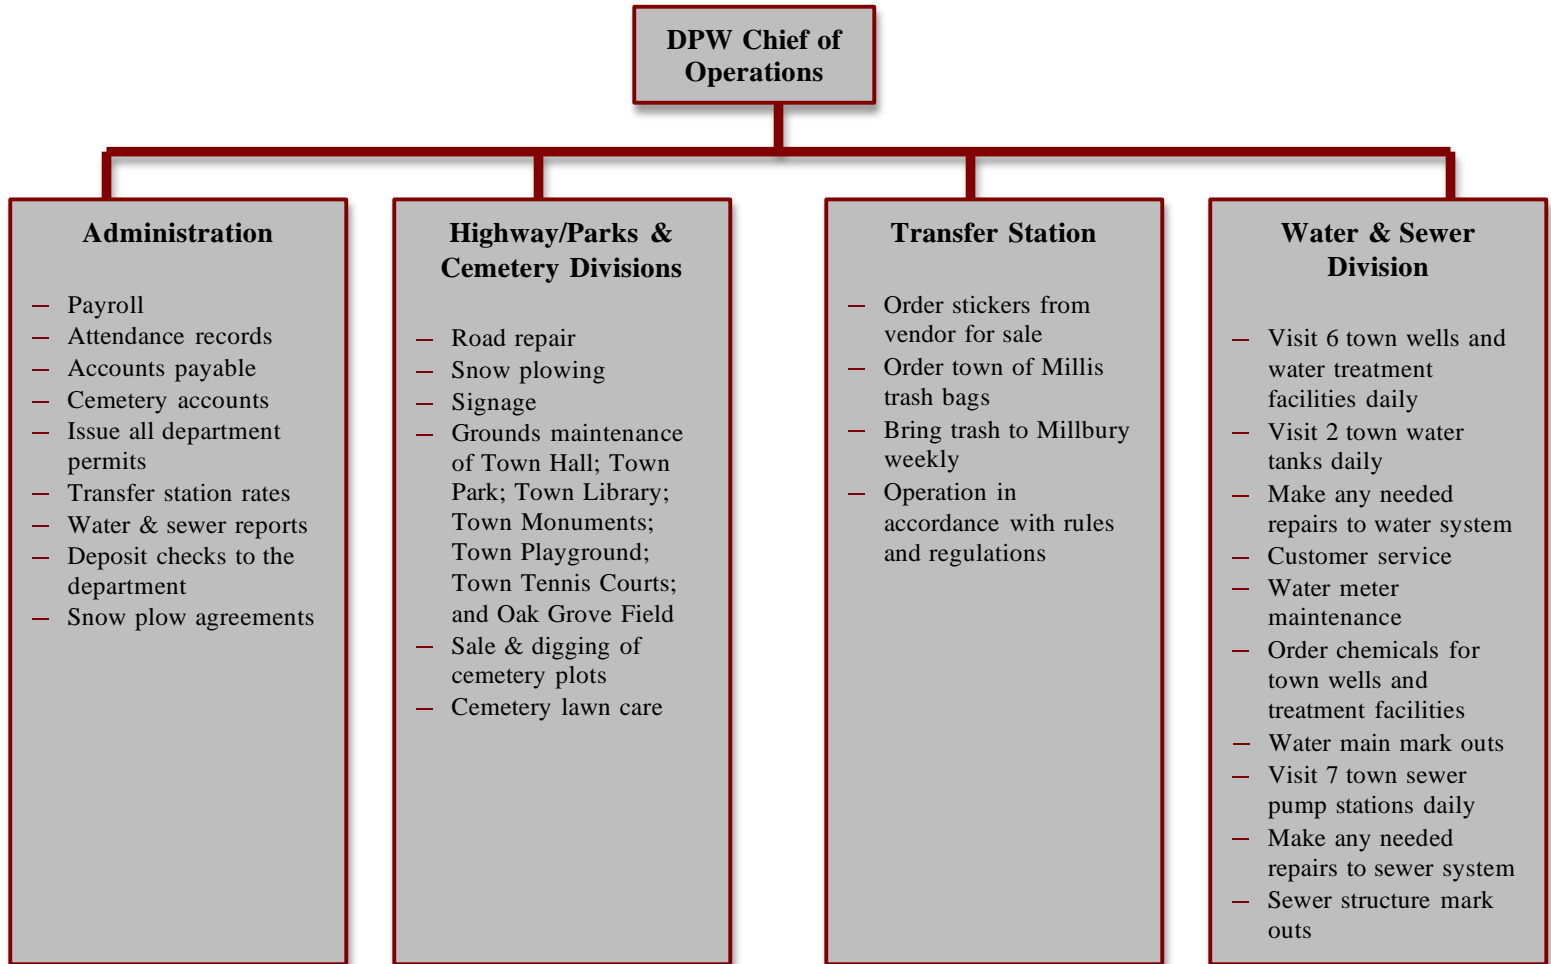 DPW Chief of
Operations
Administration
— Payroll
— Attendance records
— Accounts payable
— Cemetery accounts
— Issue all department
permits
— Transfer station rates
— Water & sewer reports
— Deposit checks to the
department
— Snow plow agreements
Highway/Parks &
Cemetery Divisions
— Road repair
— Snow plowing
— Signage
— Grounds maintenance
of Town Hall; Town
Park; Town Library;
Town Monuments;
Town Playground;
Town Tennis Courts;
and Oak Grove Field
— Sale & digging of
cemetery plots
— Cemetery lawn care
Transfer Station
— Order stickers from
vendor for sale
— Order town of Millis
trash bags
— Bring trash to Millbury
weekly
— Operation in
accordance with rules
and regulations
Water & Sewer
Division
— Visit 6 town wells and
water treatment
facilities daily
— Visit 2 town water
tanks daily
— Make any needed
repairs to water system
— Customer service
— Water meter
maintenance
— Order chemicals for
town wells and
treatment facilities
— Water main mark outs
— Visit 7 town sewer
pump stations daily
— Make any needed
repairs to sewer system
— Sewer structure mark
outs